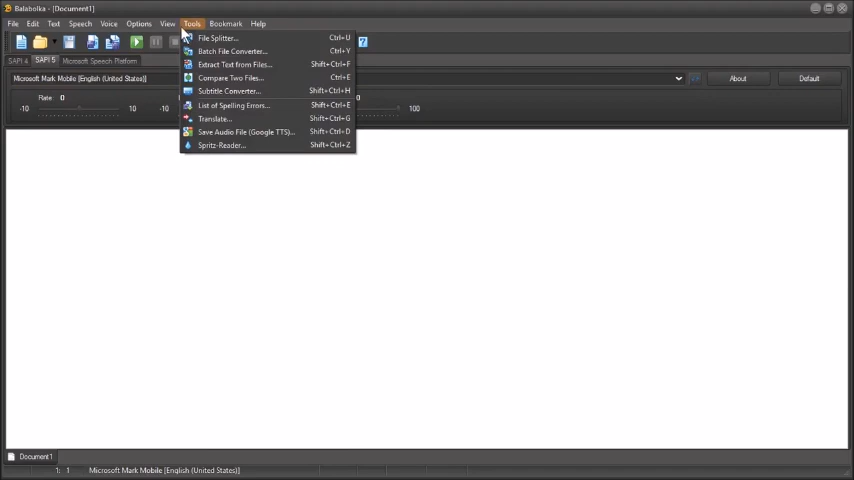 Balabolka - [Document1]
File Edit Text Speech Voice Options View Tools Bookmark Help
File Splitter... Ctrl+U
Batch File Converter... Ctrl+Y
Extract Text from Files... Shift+Ctrl+F
Compare Two Files... Ctrl+E
Subtitle Converter... Shift+Ctrl+H
List of Spelling Errors... Shift+Ctrl+E
Translate... Shift+Ctrl+G
Save Audio File (Google TTS)... Shift+Ctrl+D
Spritz-Reader... Shift+Ctrl+Z
SAPI 4 SAPI 5 Microsoft Speech Platform
Microsoft Mark Mobile [English (United States)] About Default
Rate: 0 0
-10 10 -10 100
Document1
1: 1 Microsoft Mark Mobile [English (United States)]